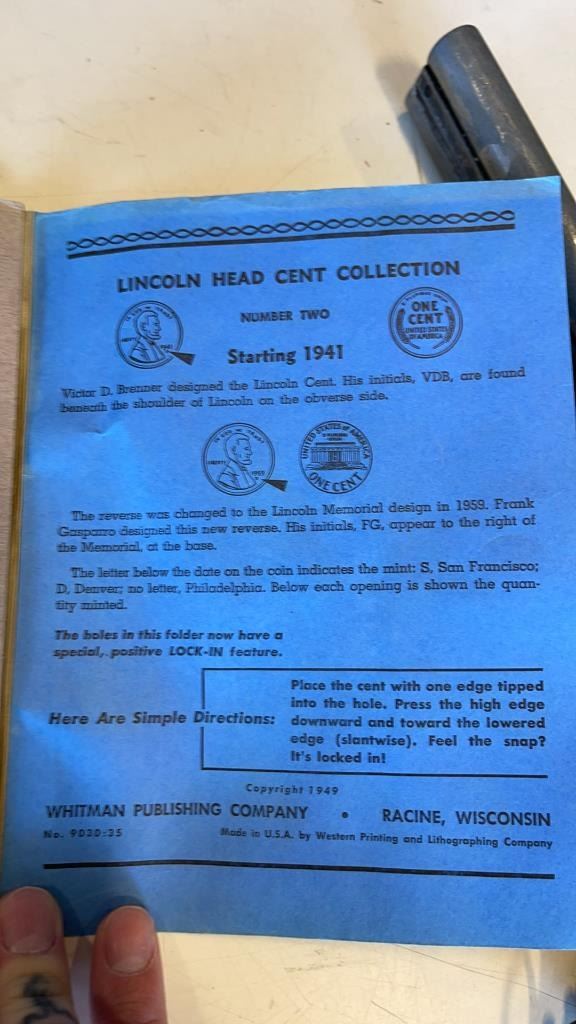 LINCOLN HEAD CENT COLLECTION
NUMBER TWO
ONE
CENT
UNITED STATES
OF AMERICA
Starting 1941
Victor D. Brenner designed the Lincoln Cent. His initials, VDB, are found
beneath the shoulder of Lincoln on the obverse side.
LIBERTY
1959
UNITED STATES of AMERICA
ONE CENT
The reverse was changed to the Lincoln Memorial design in 1959. Frank
Gasparro designed this new reverse. His initials, FG, appear to the right of
the Memorial, at the base.
The letter below the date on the coin indicates the mint: S, San Francisco;
D, Denver; no letter, Philadelphia. Below each opening is shown the quan-
tity minted.
The holes in this folder now have a
special, positive LOCK-IN feature.
Here Are Simple Directions:
Place the cent with one edge tipped
into the hole. Press the high edge
downward and toward the lowered
edge (slantwise). Feel the snap?
It's locked in!
Copyright 1949
WHITMAN PUBLISHING COMPANY • RACINE, WISCONSIN
No. 9030:35 Made in U.S.A. by Western Printing and Lithographing Company